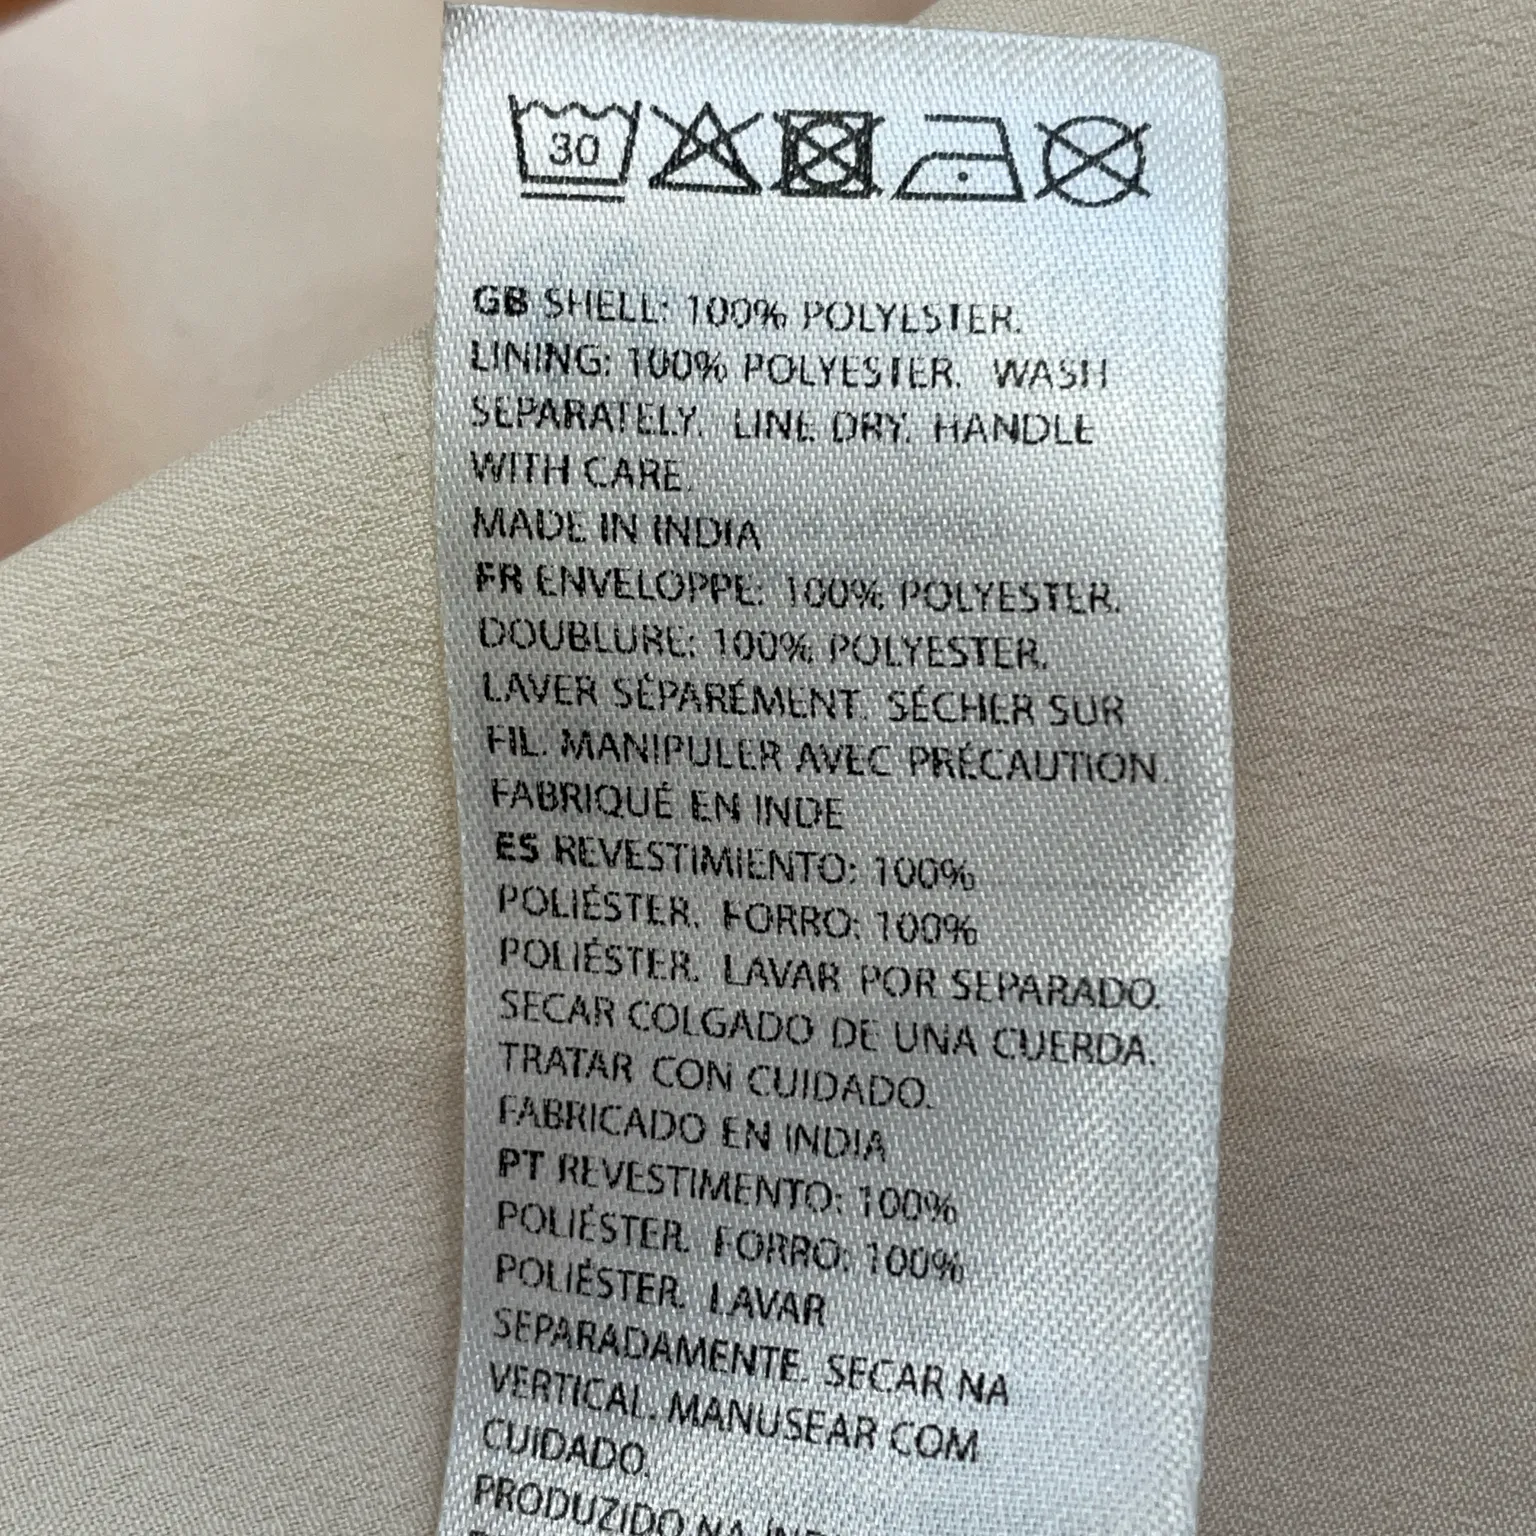 30
GB SHELL: 100% POLYESTER.
LINING: 100% POLYESTER. WASH
SEPARATELY. LINE DRY. HANDLE
WITH CARE.
MADE IN INDIA
FR ENVELOPPE: 100% POLYESTER.
DOUBLURE: 100% POLYESTER.
LAVER SÉPARÉMENT. SÉCHER SUR
FIL. MANIPULER AVEC PRÉCAUTION.
FABRIQUÉ EN INDE
ES REVESTIMIENTO: 100%
POLIÉSTER. FORRO: 100%
POLIÉSTER. LAVAR POR SEPARADO.
SECAR COLGADO DE UNA CUERDA.
TRATAR CON CUIDADO.
FABRICADO EN INDIA
PT REVESTIMENTO: 100%
POLIÉSTER. FORRO: 100%
POLIÉSTER. LAVAR
SEPARADAMENTE. SECAR NA
VERTICAL. MANUSEAR COM
CUIDADO.
PRODUZIDO NA